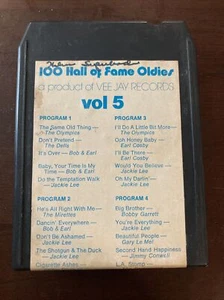 100 Hall of Fame Oldies
a product of VEE JAY RECORDS
vol 5
PROGRAM 1
The Same Old Thing —
The Olympics
Don't Pretend —
The Dells
It's Over — Bob & Earl
Baby, Your Time Is My
Time — Bob & Earl
Do the Temptation Walk
Jackie Lee
PROGRAM 2
He's All Right With Me —
The Mirettes
Dancin' Everywhere —
Bob & Earl
Don't Be Ashamed —
Jackie Lee
The Shotgun & The Duck
— Jackie Lee
PROGRAM 3
I'll Do A Little Bit More —
The Olympics
Ooh Honey Baby —
Earl Cosby
I'll Be There —
Earl Cosby
Would You Believe —
Jackie Lee
Oh My Darlin' —
Jackie Lee
PROGRAM 4
Big Brother —
Bobby Garrett
You're Everything —
Jackie Lee
Beautiful People —
Gary Le Mel
Second Hand Happiness
— Jimmy Conwell